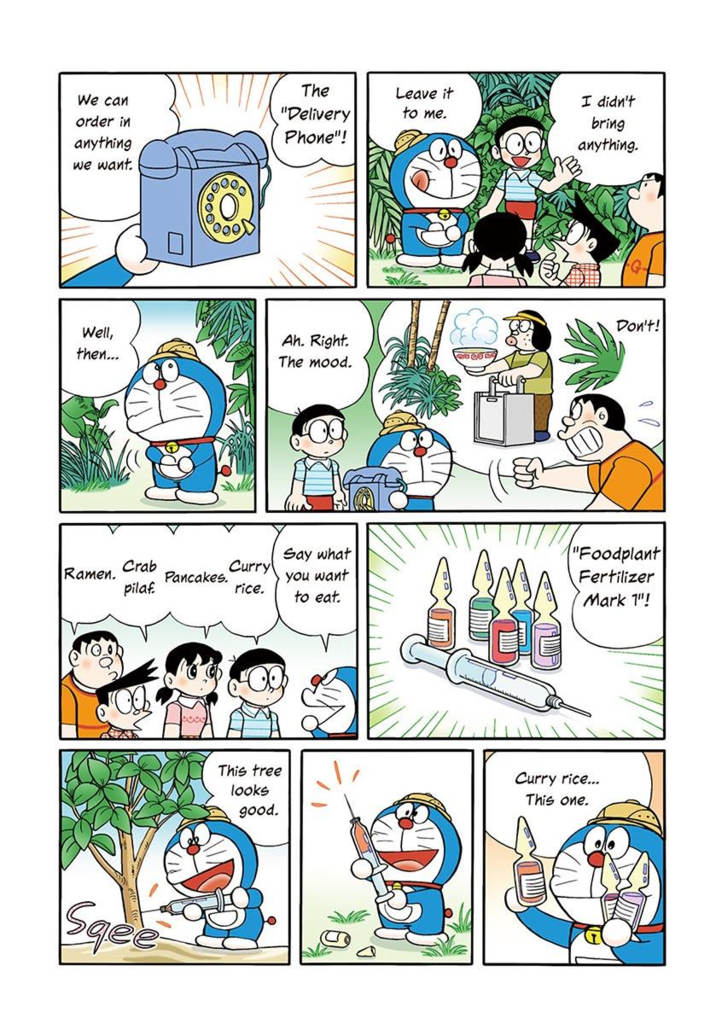 I didn't
bring
anything.
Leave it
to me.
G
The
"Delivery
Phone"!
We can
order in
anything
we want.
Don't!
Ah. Right.
The mood.
Well,
then...
"Foodplant
Fertilizer
Mark 1"!
Say what
you want
to eat.
Curry
rice.
Pancakes.
Crab
pilaf.
Ramen.
Curry rice...
This one.
This tree
looks
good.
Sqee